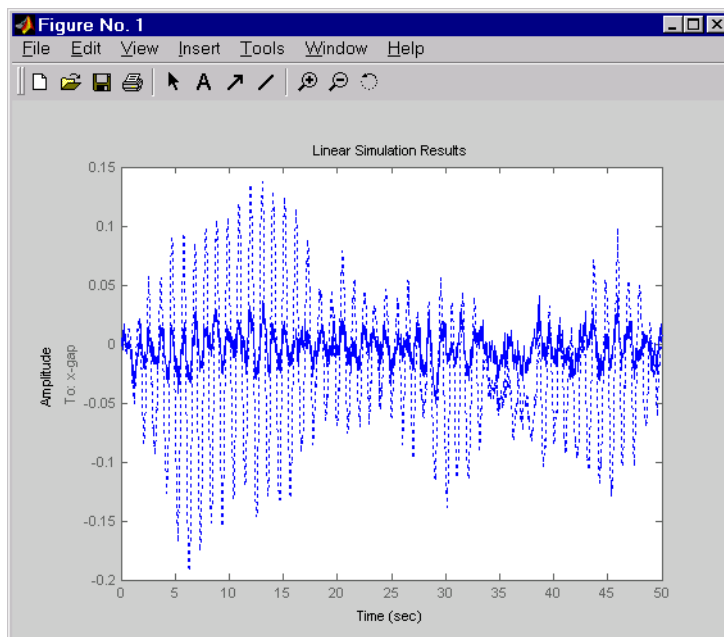 Figure No. 1
File Edit View Insert Tools Window Help
A
Linear Simulation Results
0.15
0.1
0.05
0
-0.05
-0.1
-0.15
-0.2
Amplitude
To: x-gap
0 5 10 15 20 25 30 35 40 45 50
Time (sec)